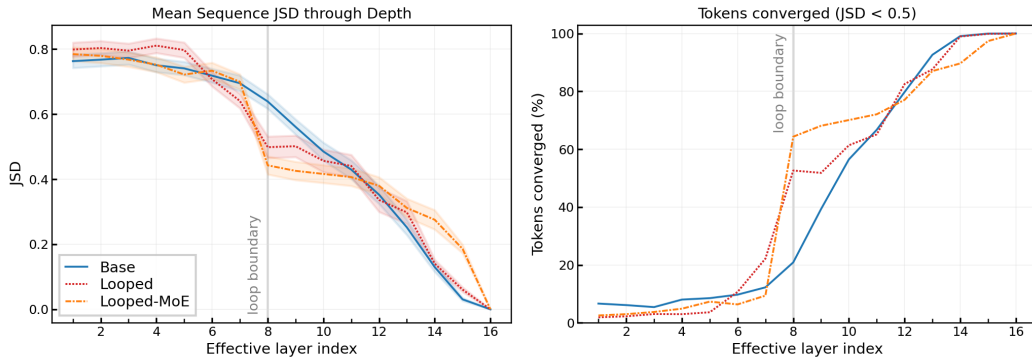 Mean Sequence JSD through Depth
JSD
0.8
0.6
0.4
0.2
0.0
loop boundary
Base
Looped
Looped-MoE
2
4
6
8
10
12
14
16
Effective layer index
Tokens converged (JSD < 0.5)
Tokens converged (%)
100
80
60
40
20
0
loop boundary
2
4
6
8
10
12
14
16
Effective layer index